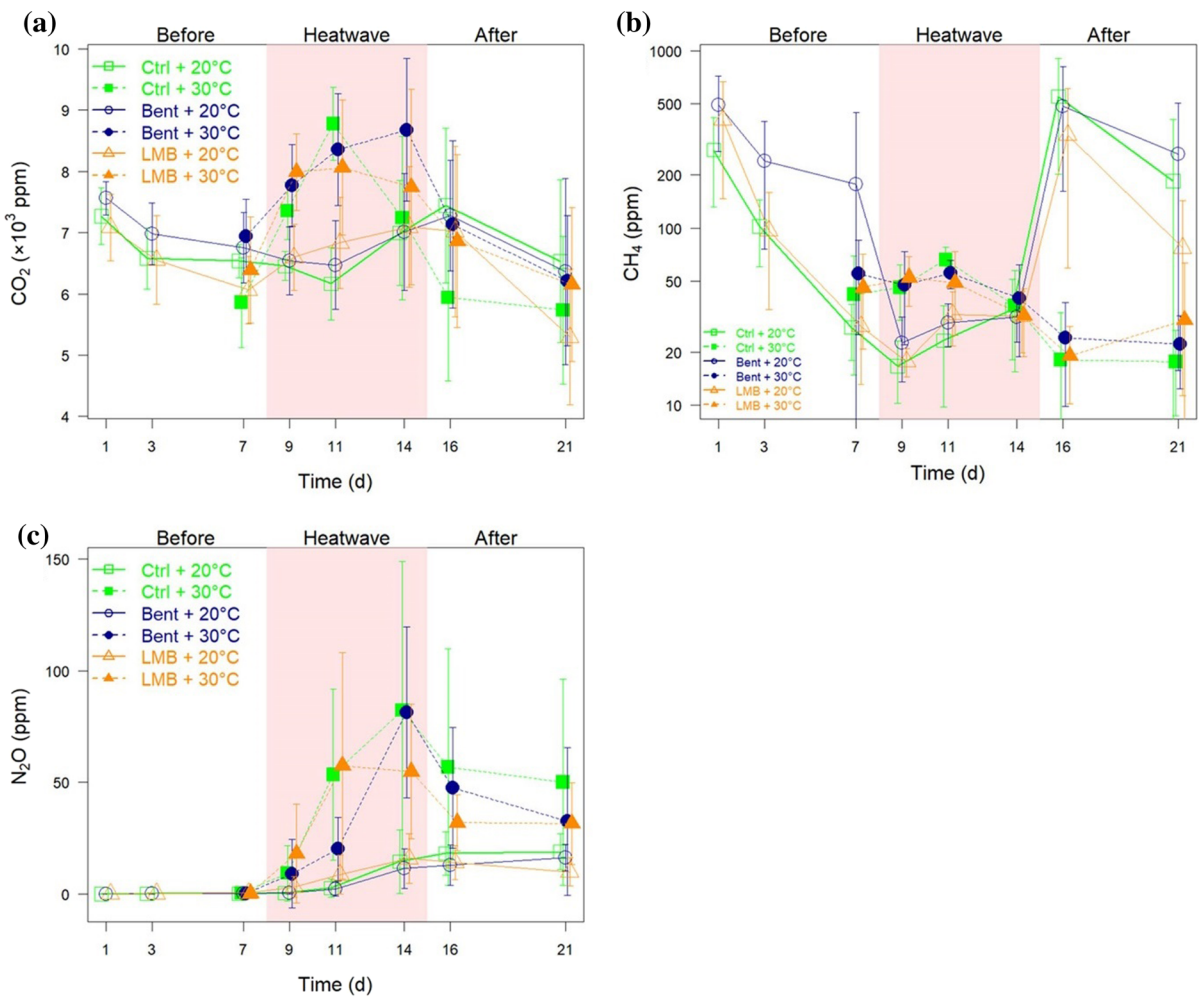 (a)
Before Heatwave After
10
9
8
7
6
5
4
CO2 (×10³ ppm)
Ctrl + 20°C
Ctrl + 30°C
Bent + 20°C
Bent + 30°C
LMB + 20°C
LMB + 30°C
1 3 7 9 11 14 16 21
Time (d)
(b)
Before Heatwave After
1000
500
200
100
50
20
10
CH4 (ppm)
Ctrl + 20°C
Ctrl + 30°C
Bent + 20°C
Bent + 30°C
LMB + 20°C
LMB + 30°C
1 3 7 9 11 14 16 21
Time (d)
(c)
Before Heatwave After
150
100
50
0
N2O (ppm)
Ctrl + 20°C
Ctrl + 30°C
Bent + 20°C
Bent + 30°C
LMB + 20°C
LMB + 30°C
1 3 7 9 11 14 16 21
Time (d)